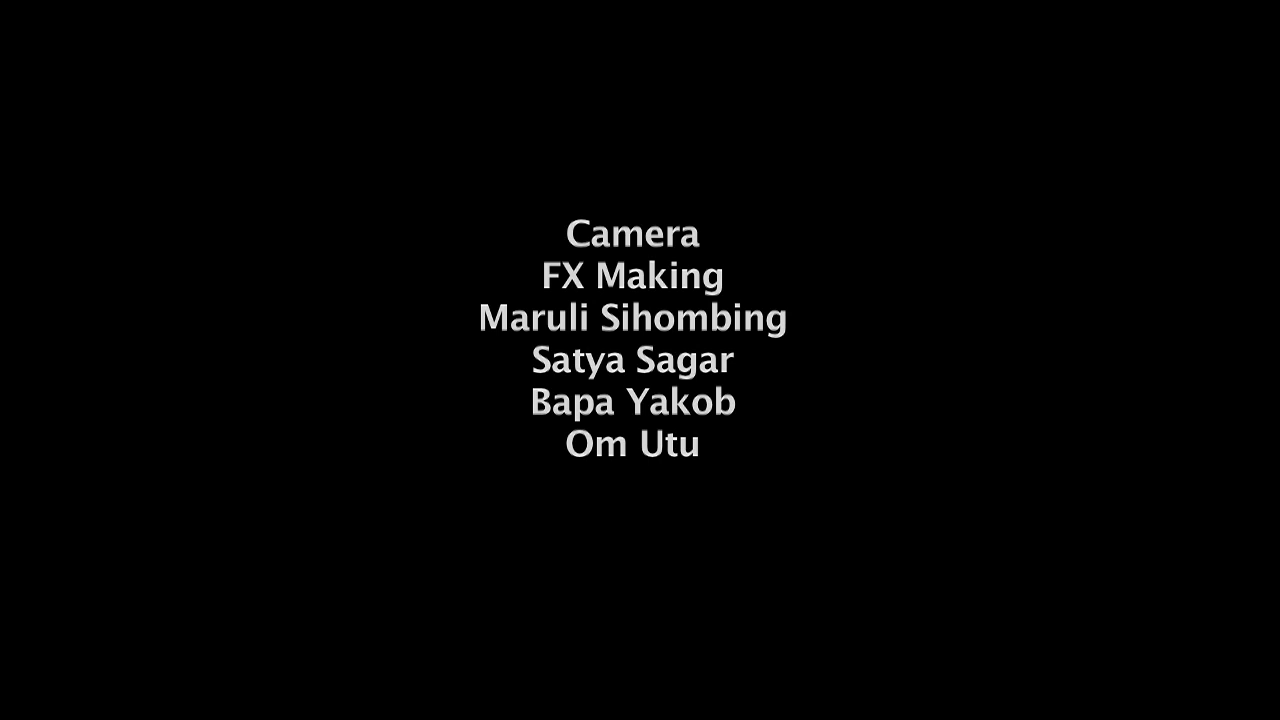 Camera
FX Making
Maruli Sihombing
Satya Sagar
Bapa Yakob
Om Utu